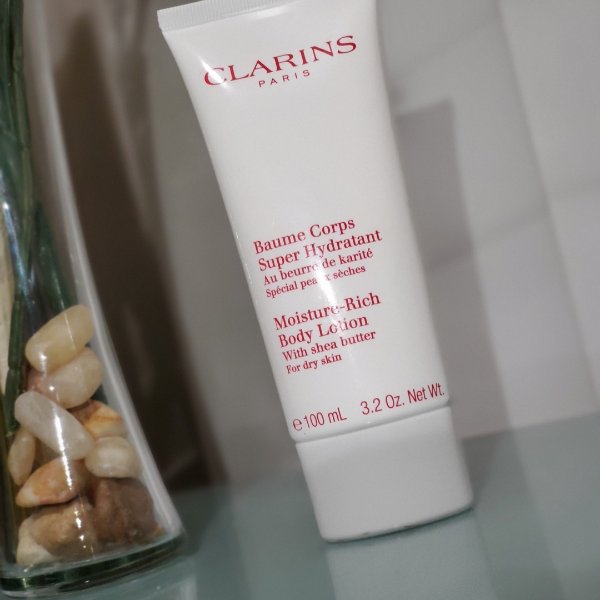 CLARINS
PARIS
Baume Corps
Super Hydratant
Au beurre de karité
Spécial peaux sèches
Moisture-Rich
Body Lotion
With shea butter
For dry skin
℮100 mL 3.2 Oz. Net Wt.